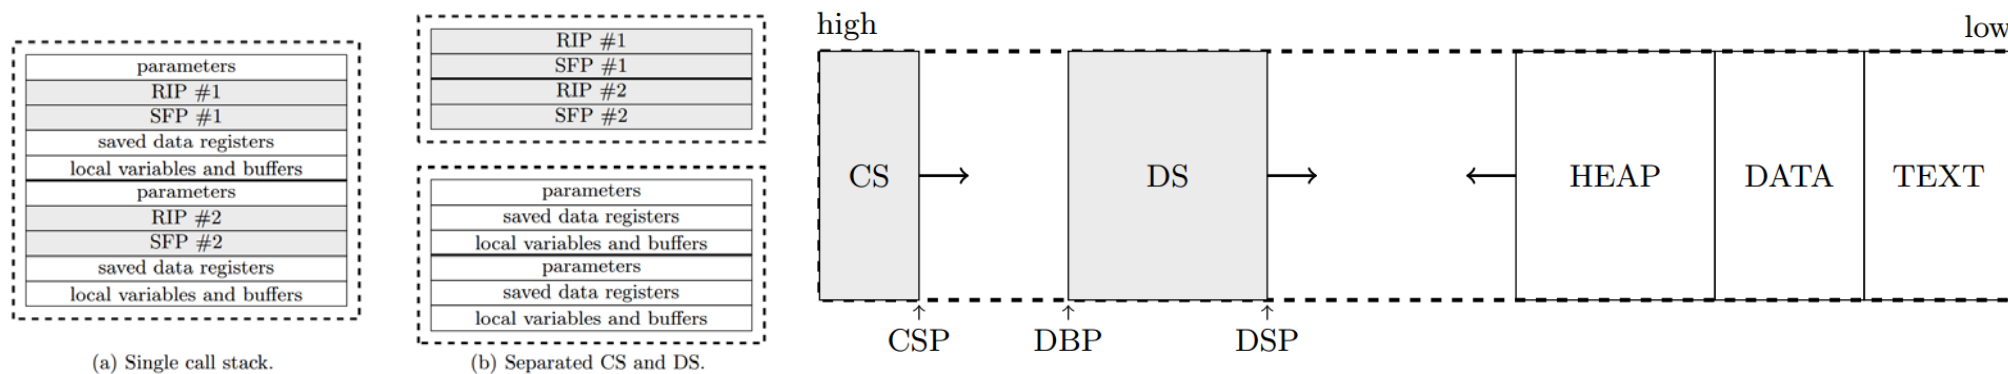 parameters
RIP #1
SFP #1
saved data registers
local variables and buffers
parameters
RIP #2
SFP #2
saved data registers
local variables and buffers
(a) Single call stack.
RIP #1
SFP #1
RIP #2
SFP #2
parameters
saved data registers
local variables and buffers
parameters
saved data registers
local variables and buffers
(b) Separated CS and DS.
high
low
CS
DS
HEAP
DATA
TEXT
CSP
DBP
DSP